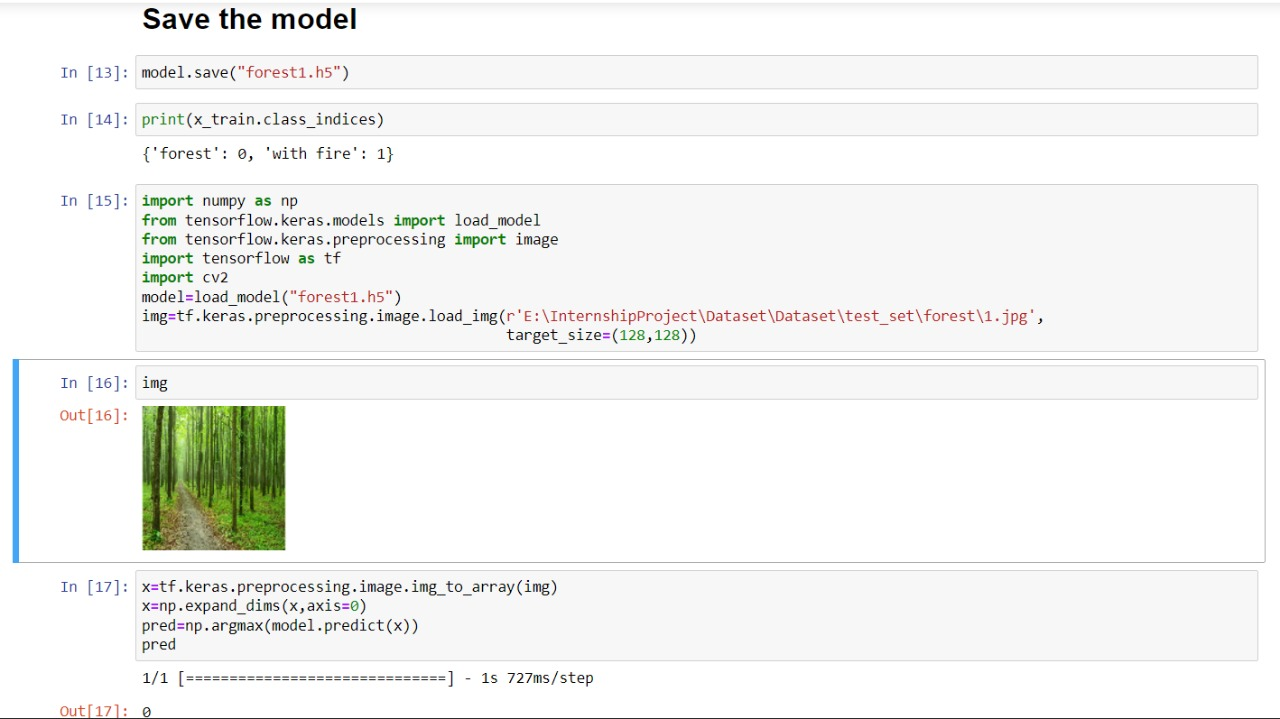 Save the model
In [13]: model.save("forest1.h5")
In [14]: print(x_train.class_indices)
{'forest': 0, 'with fire': 1}
In [15]: import numpy as np
from tensorflow.keras.models import load_model
from tensorflow.keras.preprocessing import image
import tensorflow as tf
import cv2
model=load_model("forest1.h5")
img=tf.keras.preprocessing.image.load_img(r'E:\InternshipProject\Dataset\Dataset\test_set\forest\1.jpg',
target_size=(128,128))
In [16]: img
Out[16]:
In [17]: x=tf.keras.preprocessing.image.img_to_array(img)
x=np.expand_dims(x,axis=0)
pred=np.argmax(model.predict(x))
pred
1/1 [==============================] - 1s 727ms/step
Out[17]: 0